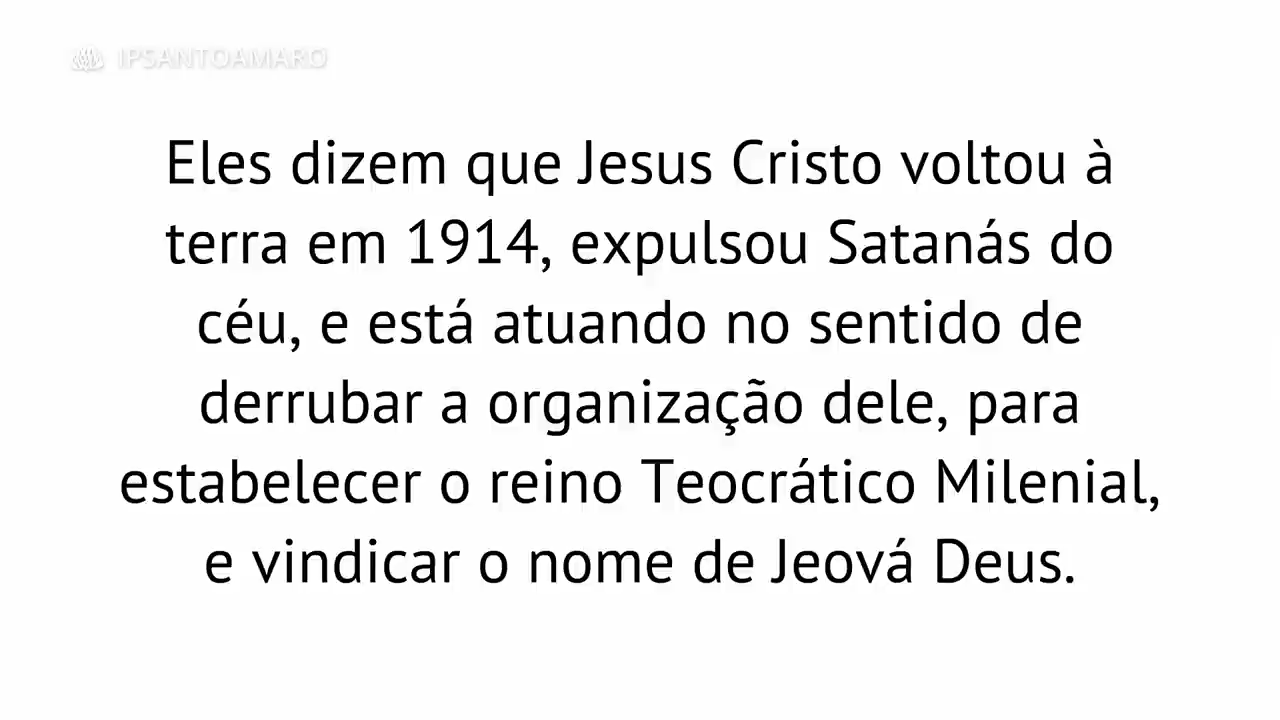 IPSANTOAMARO
Eles dizem que Jesus Cristo voltou à
terra em 1914, expulsou Satanás do
céu, e está atuando no sentido de
derrubar a organização dele, para
estabelecer o reino Teocrático Milenial,
e vindicar o nome de Jeová Deus.